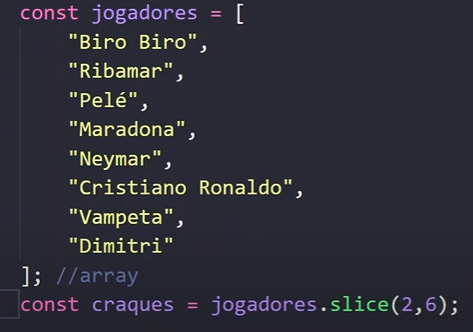 const jogadores = [
    "Biro Biro",
    "Ribamar",
    "Pelé",
    "Maradona",
    "Neymar",
    "Cristiano Ronaldo",
    "Vampeta",
    "Dimitri"
]; //array
const craques = jogadores.slice(2,6);